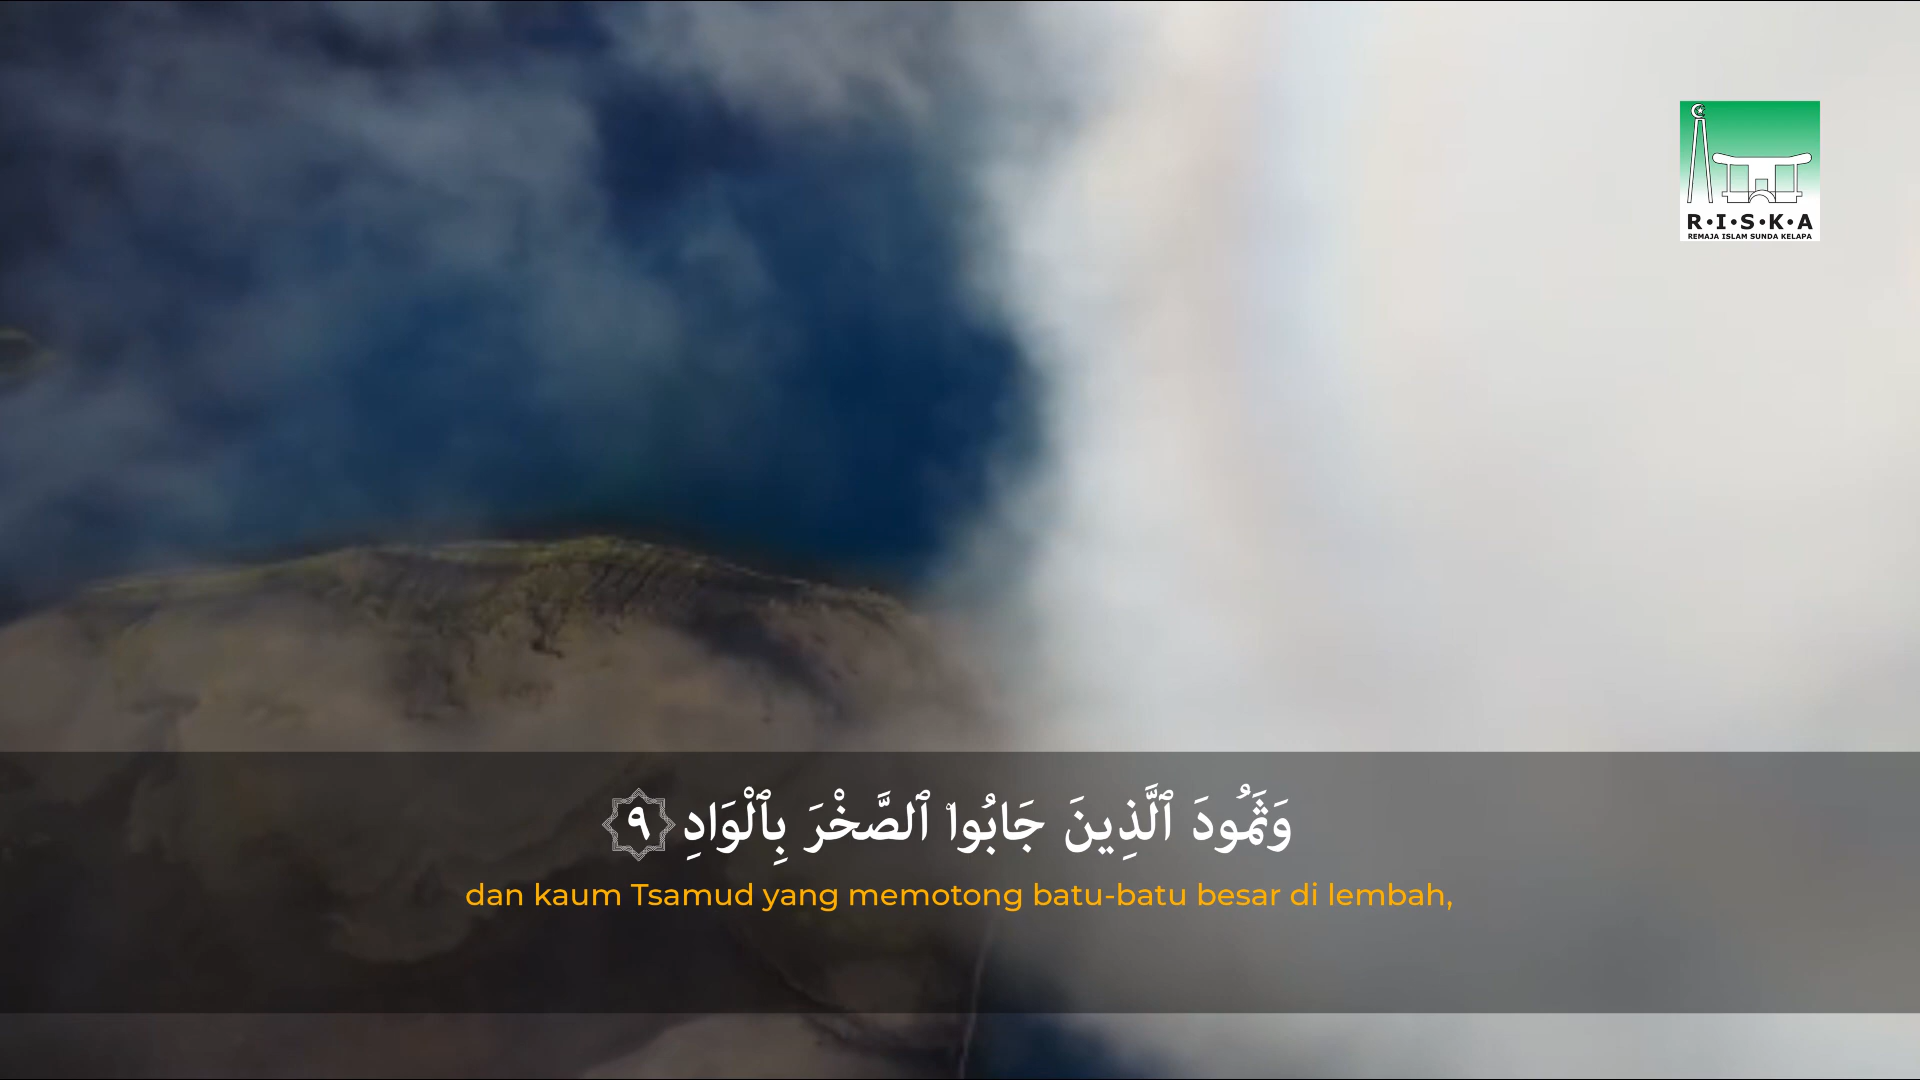 R•I•S•K•A
REMAJA ISLAM SUNDA KELAPA
وَثَمُودَ ٱلَّذِينَ جَابُوا۟ ٱلصَّخْرَ بِٱلْوَادِ ٩
dan kaum Tsamud yang memotong batu-batu besar di lembah,